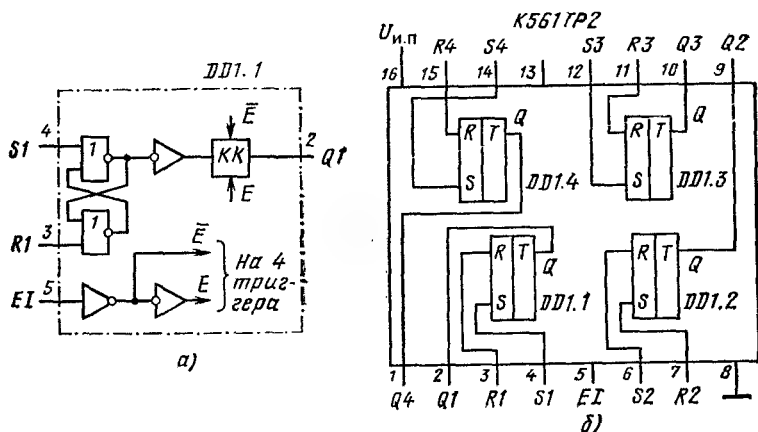 DD1.1
S1 4
1
Ē
KK
2 Q1
E
1
R1 3
Ē
E
EI 5
На 4
триг-
гера
а)
К561ТР2
Uи.п R4 S4 S3 R3 Q3 Q2
16 15 14 13 12 11 10 9
R T Q
S
DD1.4
R T
Q
S
DD1.3
R T
Q
S
DD1.1
R T
Q
S
DD1.2
1 2 3 4 5 6 7 8
Q4 Q1 R1 S1 EI S2 R2
б)